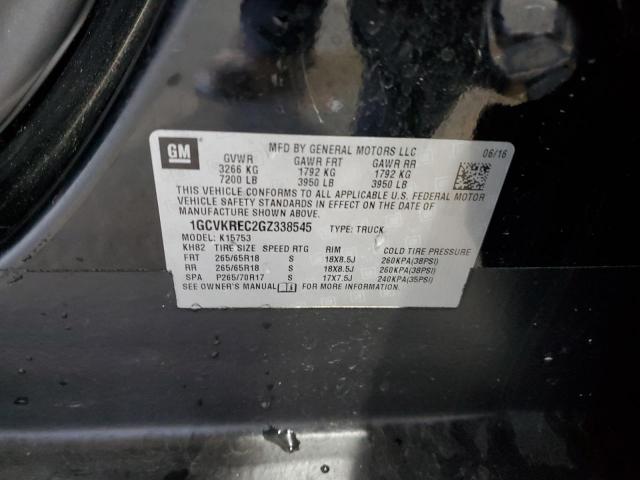 GM
MFD BY GENERAL MOTORS LLC 06/16
GVWR GAWR FRT GAWR RR
3266 KG 1792 KG 1792 KG
7200 LB 3950 LB 3950 LB
THIS VEHICLE CONFORMS TO ALL APPLICABLE U.S. FEDERAL MOTOR
VEHICLE SAFETY STANDARDS IN EFFECT ON THE DATE OF
MANUFACTURE SHOWN ABOVE.
1GCVKREC2GZ338545 TYPE: TRUCK
MODEL: K15753
KH82 TIRE SIZE SPEED RTG RIM COLD TIRE PRESSURE
FRT 265/65R18 S 18X8.5J 260KPA(38PSI)
RR 265/65R18 S 18X8.5J 260KPA(38PSI)
SPA P265/70R17 S 17X7.5J 240KPA(35PSI)
SEE OWNER'S MANUAL FOR MORE INFORMATION.